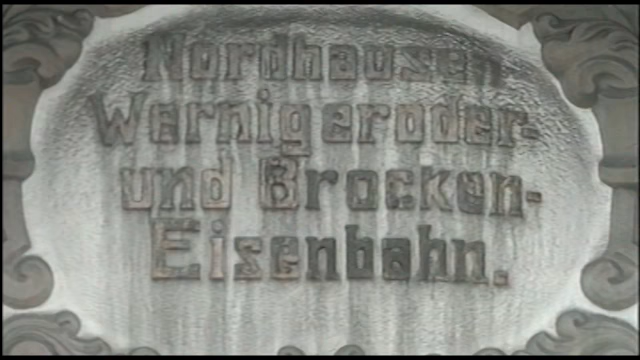 Nordhausen
Wernigeroder-
und Brocken-
Eisenbahn.